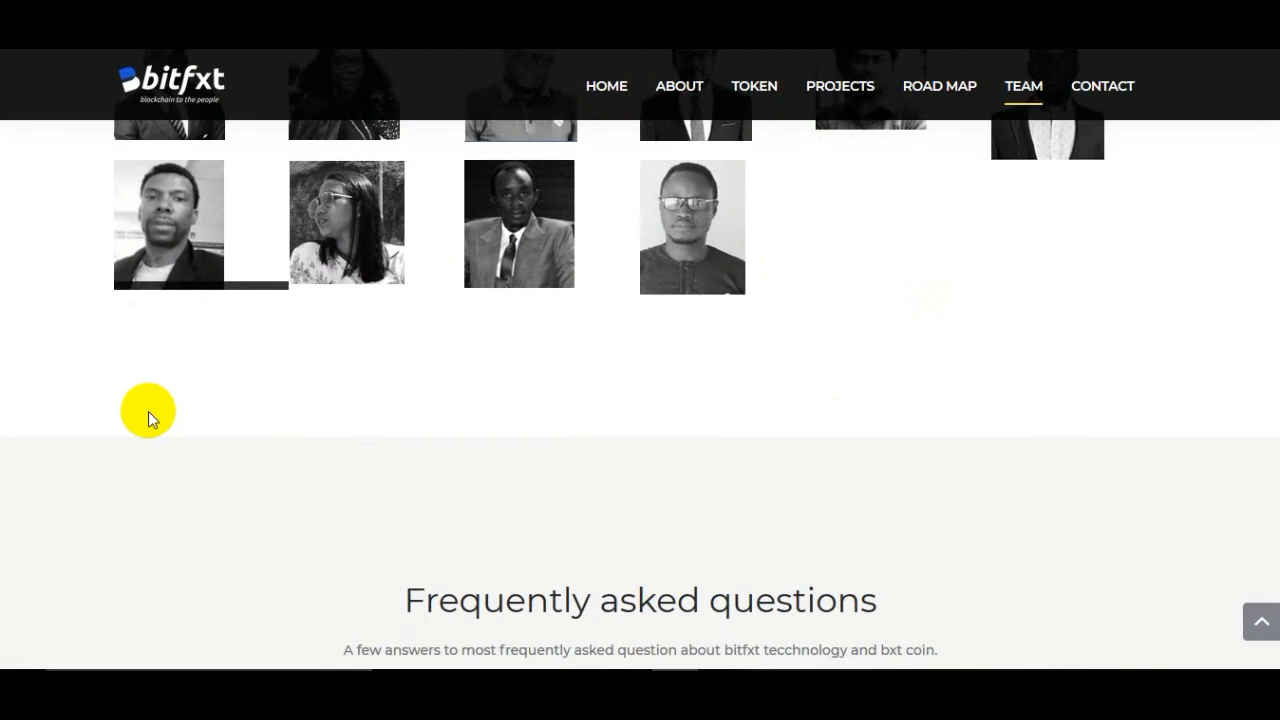 bitfxt
blockchain to the people
HOME ABOUT TOKEN PROJECTS ROAD MAP TEAM CONTACT
Frequently asked questions
A few answers to most frequently asked question about bitfxt tecchnology and bxt coin.